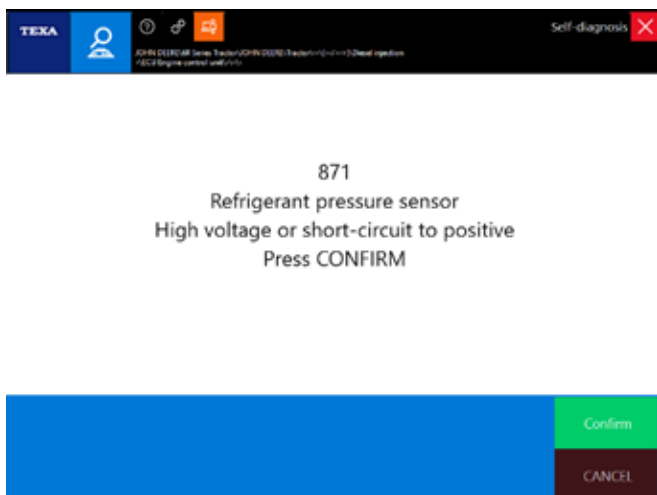 TEXA
Self-diagnosis
871
Refrigerant pressure sensor
High voltage or short-circuit to positive
Press CONFIRM
Confirm
CANCEL